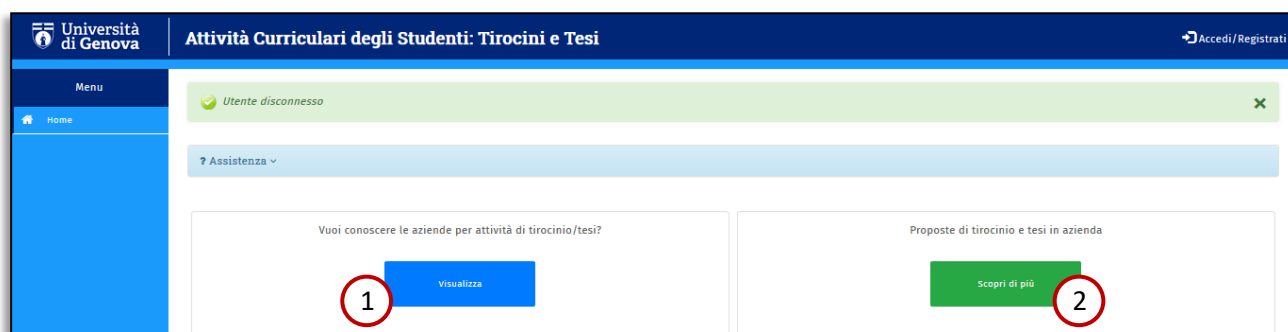 Università
di Genova
Attività Curriculari degli Studenti: Tirocini e Tesi
Accedi/Registrati
Menu
Home
Utente disconnesso
? Assistenza
Vuoi conoscere le aziende per attività di tirocinio/tesi?
Visualizza
1
Proposte di tirocinio e tesi in azienda
Scopri di più
2